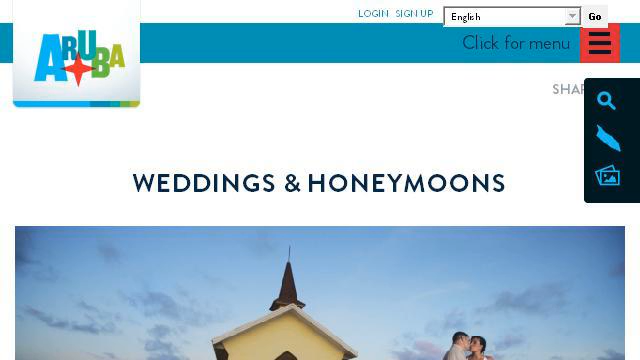 LOGIN SIGN UP English Go
ARUBA
Click for menu
WEDDINGS & HONEYMOONS